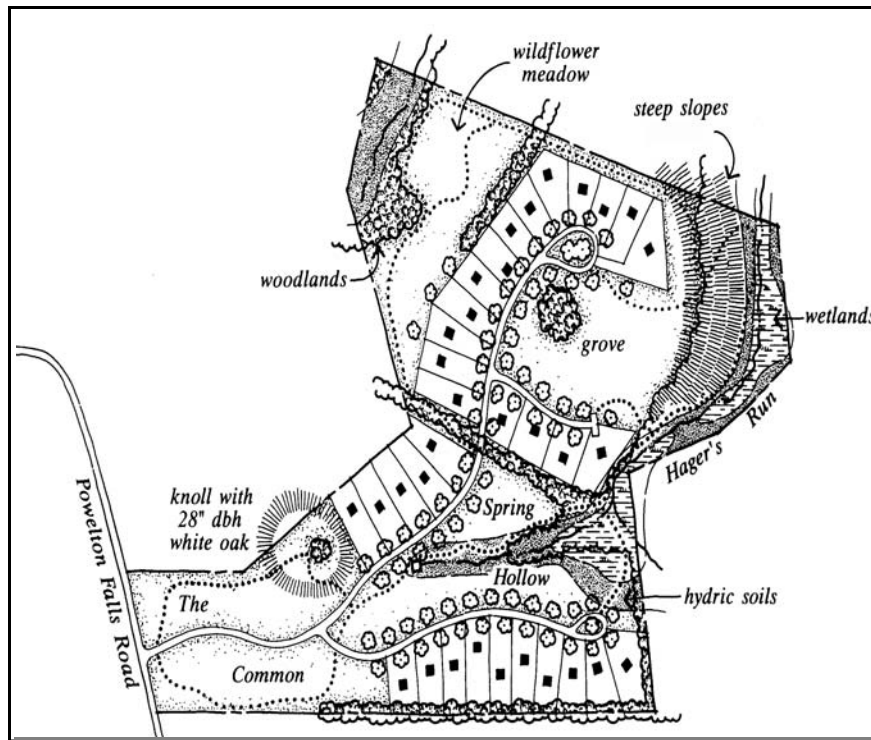 wildflower
meadow
steep slopes
woodlands
wetlands
grove
Hager's
Run
knoll with
28" dbh
white oak
Spring
Hollow
hydric soils
The
Common
Powelton Falls Road